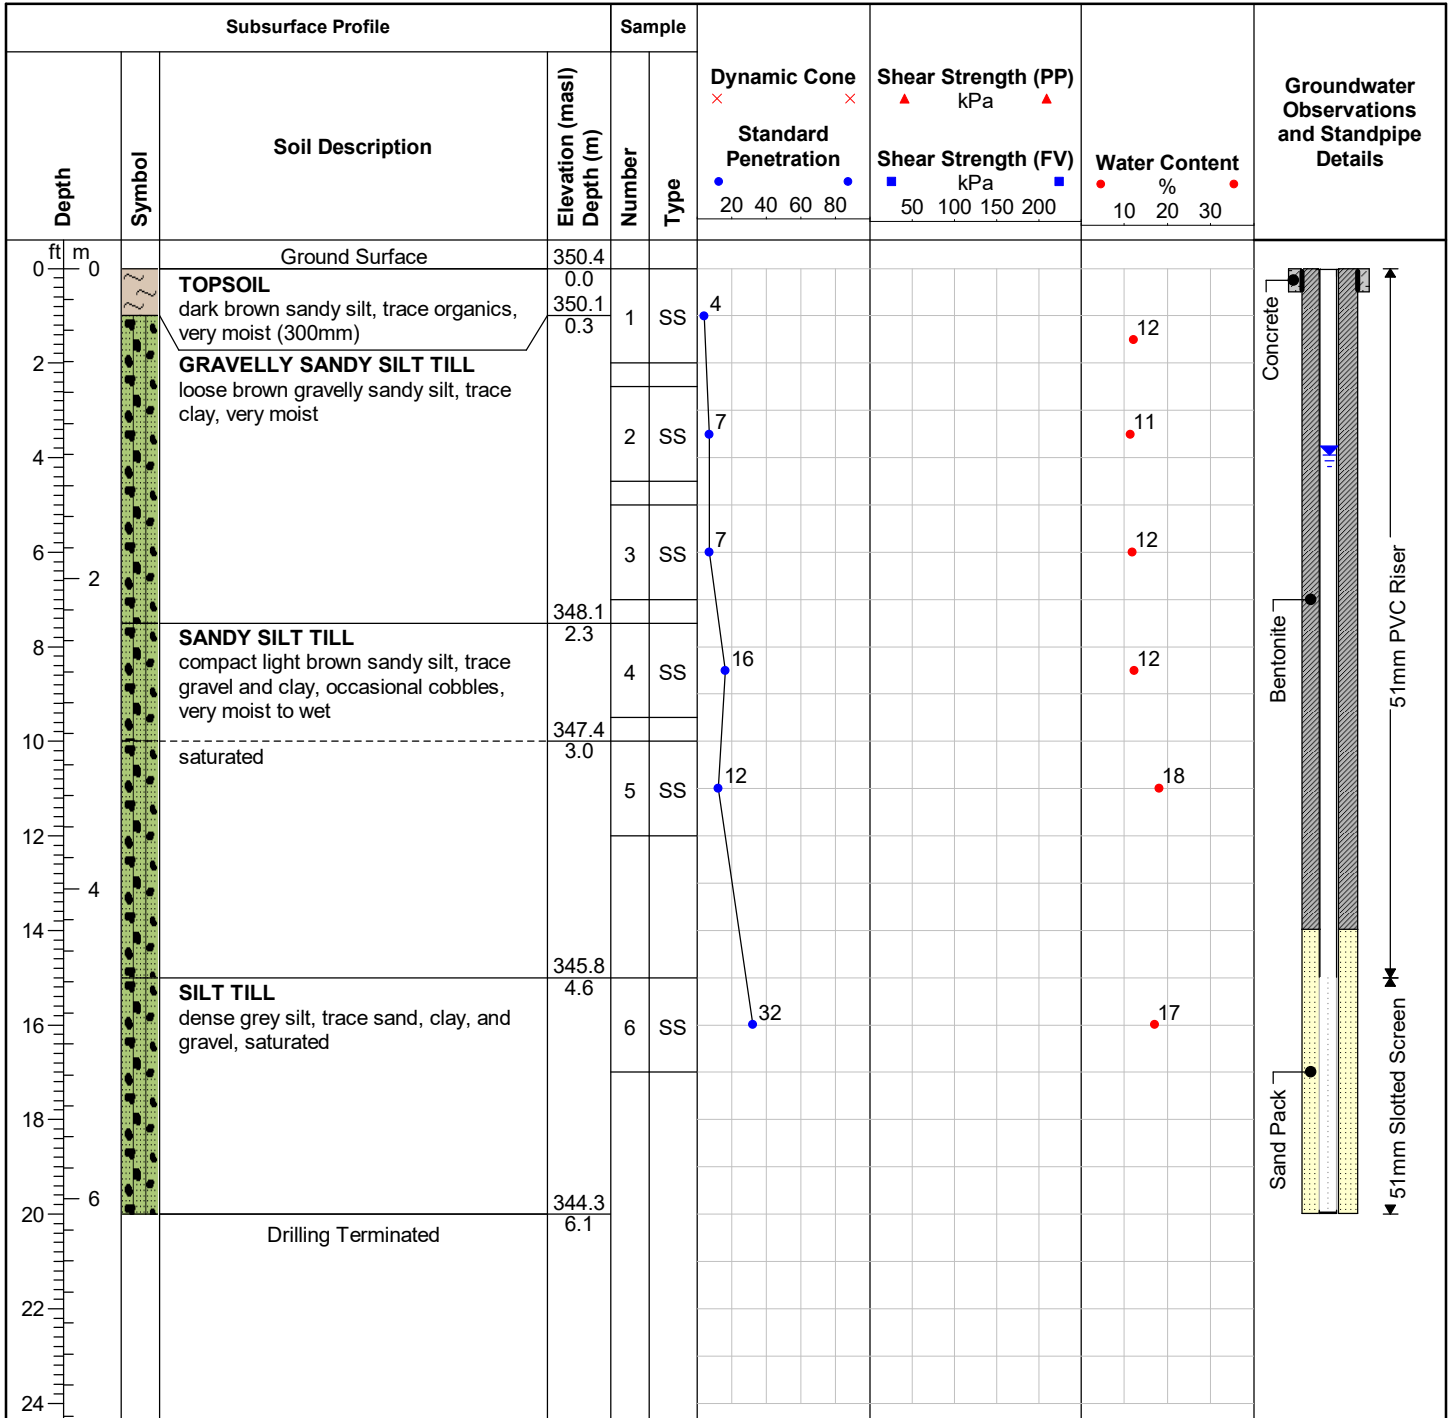 Subsurface Profile
Sample
Depth
Symbol
Soil Description
Elevation (masl)
Depth (m)
Number
Type
Dynamic Cone
Standard
Penetration
20 40 60 80
Shear Strength (PP)
kPa
Shear Strength (FV)
kPa
50 100 150 200
Water Content
%
10 20 30
Groundwater
Observations
and Standpipe
Details
ft m
Ground Surface 350.4
0 0
TOPSOIL
dark brown sandy silt, trace organics,
very moist (300mm)
0.0
350.1
0.3
1 SS
4
12
GRAVELLY SANDY SILT TILL
loose brown gravelly sandy silt, trace
clay, very moist
2
2 SS
7
11
4
3 SS
7
12
6
2
348.1
2.3
SANDY SILT TILL
compact light brown sandy silt, trace
gravel and clay, occasional cobbles,
very moist to wet
8
4 SS
16
12
347.4
3.0
10
saturated
5 SS
12
18
12
4
14
345.8
4.6
SILT TILL
dense grey silt, trace sand, clay, and
gravel, saturated
16
6 SS
32
17
18
6
344.3
6.1
20
Drilling Terminated
22
24
Concrete
Bentonite
Sand Pack
51mm PVC Riser
51mm Slotted Screen